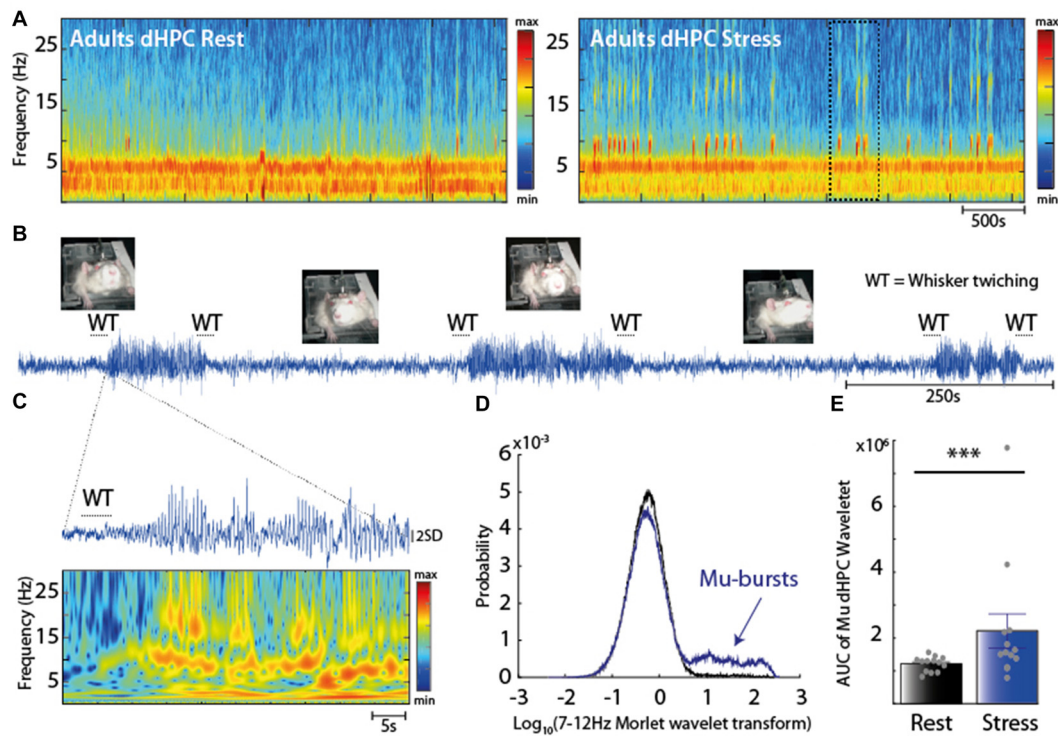 A
Adults dHPC Rest
Adults dHPC Stress
max
min
max
min
Frequency (Hz)
25
15
5
25
15
5
500s
B
WT = Whisker twiching
WT
WT
WT
WT
WT
WT
250s
C
WT
2SD
Frequency (Hz)
25
15
5
max
min
5s
D
x10-3
6
5
4
3
2
1
0
Probability
Mu-bursts
-3
-2
-1
0
1
2
3
Log10(7-12Hz Morlet wavelet transform)
E
x10⁶
***
8
6
4
2
AUC of Mu dHPC Waveletet
Rest
Stress